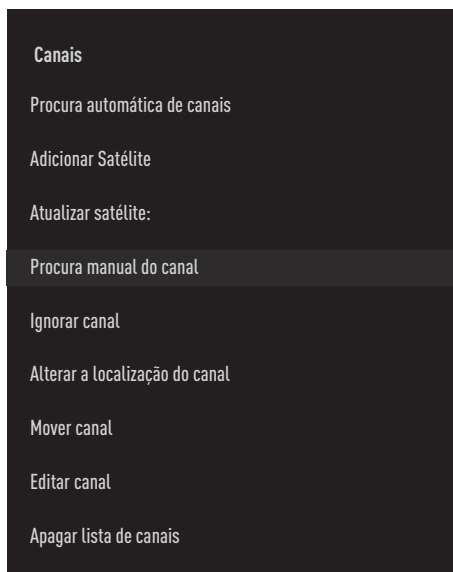 Canais
Procura automática de canais
Adicionar Satélite
Atualizar satélite:
Procura manual do canal
Ignorar canal
Alterar a localização do canal
Mover canal
Editar canal
Apagar lista de canais